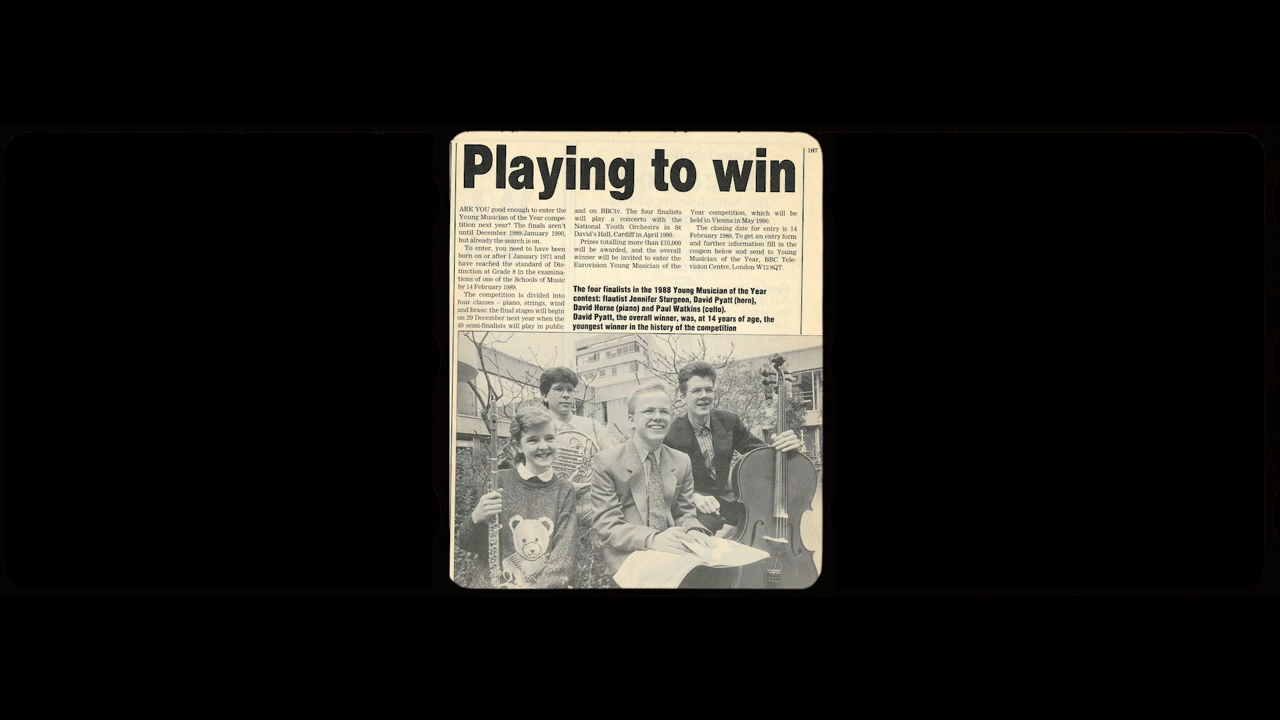 Playing to win
107
ARE YOU good enough to enter the
Young Musician of the Year compe-
tition next year? The finals aren't
until December 1989/January 1990,
but already the search is on.
To enter, you need to have been
born on or after 1 January 1971 and
have reached the standard of Dis-
tinction at Grade 8 in the examina-
tions of one of the Schools of Music
by 14 February 1989.
The competition is divided into
four classes – piano, strings, wind
and brass: the final stages will begin
on 29 December next year when the
40 semi-finalists will play in public
and on BBCtv. The four finalists
will play a concerto with the
National Youth Orchestra in St
David's Hall, Cardiff in April 1990.
Prizes totalling more than £10,000
will be awarded, and the overall
winner will be invited to enter the
Eurovision Young Musician of the
Year competition, which will be
held in Vienna in May 1990.
The closing date for entry is 14
February 1989. To get an entry form
and further information fill in the
coupon below and send to Young
Musician of the Year, BBC Tele-
vision Centre, London W12 8QT.
The four finalists in the 1988 Young Musician of the Year
contest: flautist Jennifer Sturgeon, David Pyatt (horn),
David Horne (piano) and Paul Watkins (cello).
David Pyatt, the overall winner, was, at 14 years of age, the
youngest winner in the history of the competition